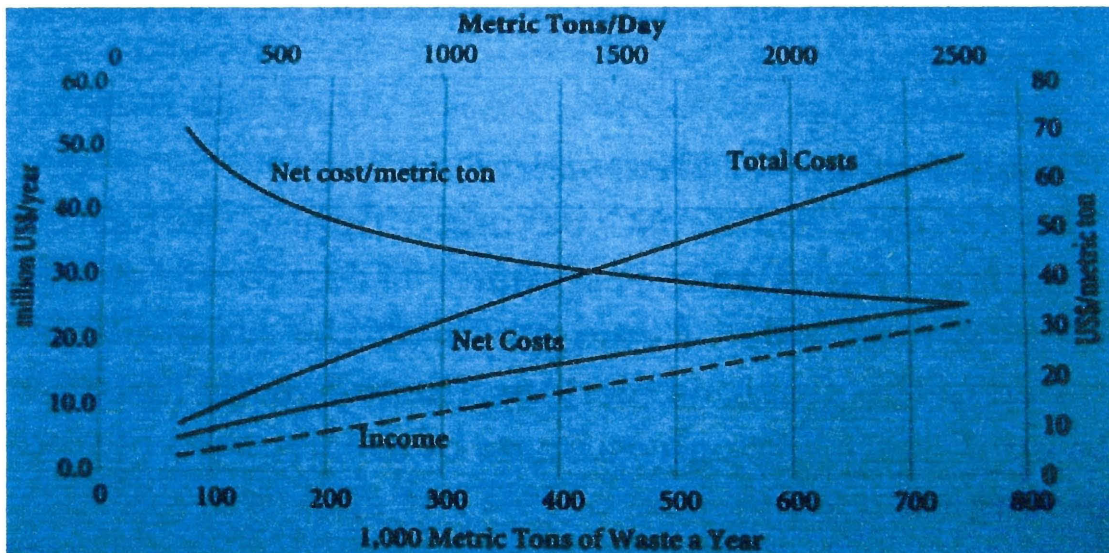 Metric Tons/Day
0 500 1000 1500 2000 2500
60.0 80
50.0 70
Total Costs
Net cost/metric ton 60
40.0 50
30.0 40
20.0 Net Costs 30
20
10.0 10
Income
0.0 0
million US$/year
US$/metric ton
0 100 200 300 400 500 600 700 800
1,000 Metric Tons of Waste a Year